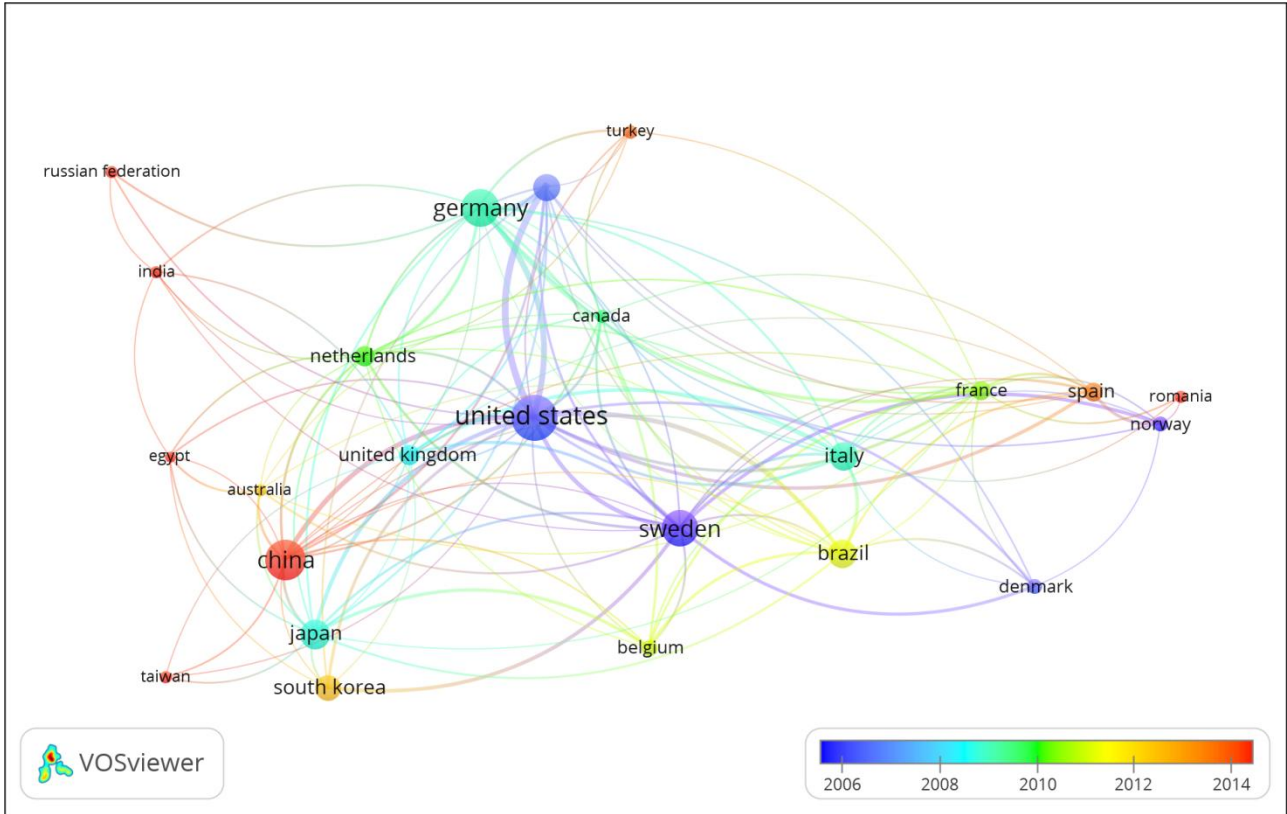 turkey
russian federation
germany
india
canada
netherlands
france
spain
romania
united states
norway
egypt
united kingdom
italy
australia
sweden
china
brazil
denmark
japan
belgium
taiwan
south korea
VOSviewer
2006 2008 2010 2012 2014